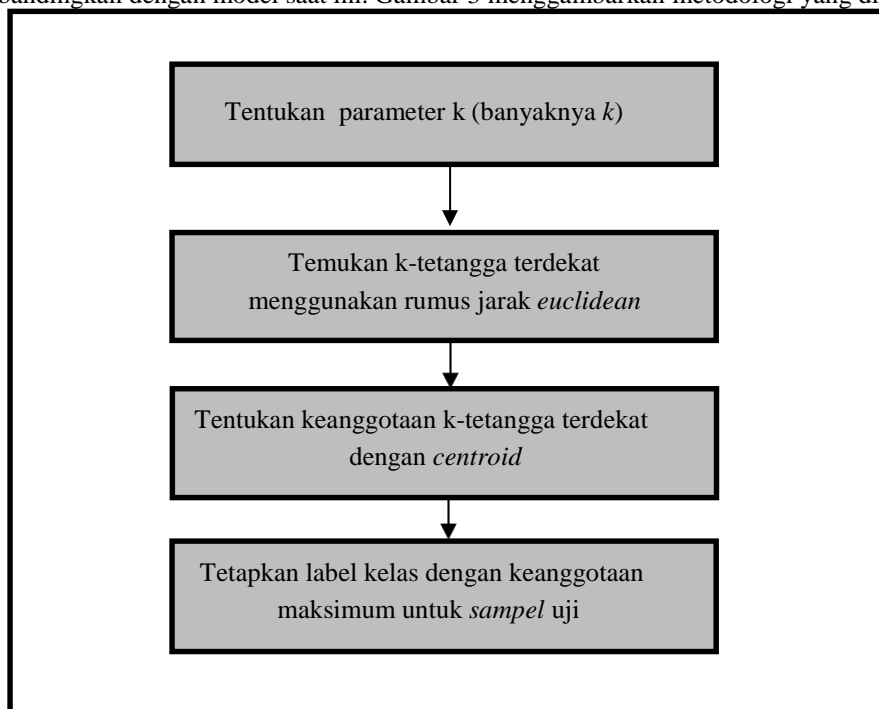 bandingkan dengan model saat ini. Gambar 3 menggambarkan metodologi yang di
Tentukan parameter k (banyaknya k)
Temukan k-tetangga terdekat
menggunakan rumus jarak euclidean
Tentukan keanggotaan k-tetangga terdekat
dengan centroid
Tetapkan label kelas dengan keanggotaan
maksimum untuk sampel uji